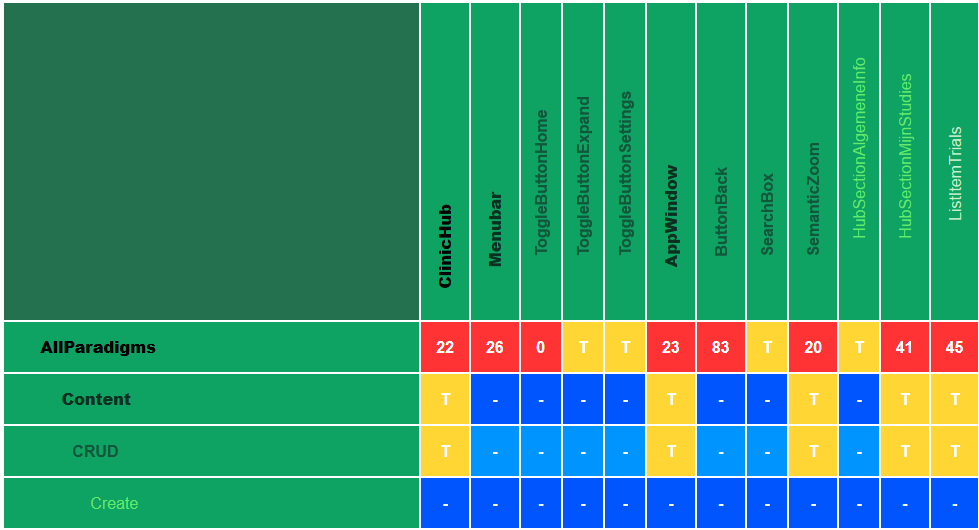 ClinicHub Menubar ToggleButtonHome ToggleButtonExpand ToggleButtonSettings AppWindow ButtonBack SearchBox SemanticZoom HubSectionAlgemeneInfo HubSectionMijnStudies ListItemTrials
AllParadigms 22 26 0 T T 23 83 T 20 T 41 45
Content T - - - - T - - T - T T
CRUD T - - - - T - - T - T T
Create - - - - - - - - - - - -